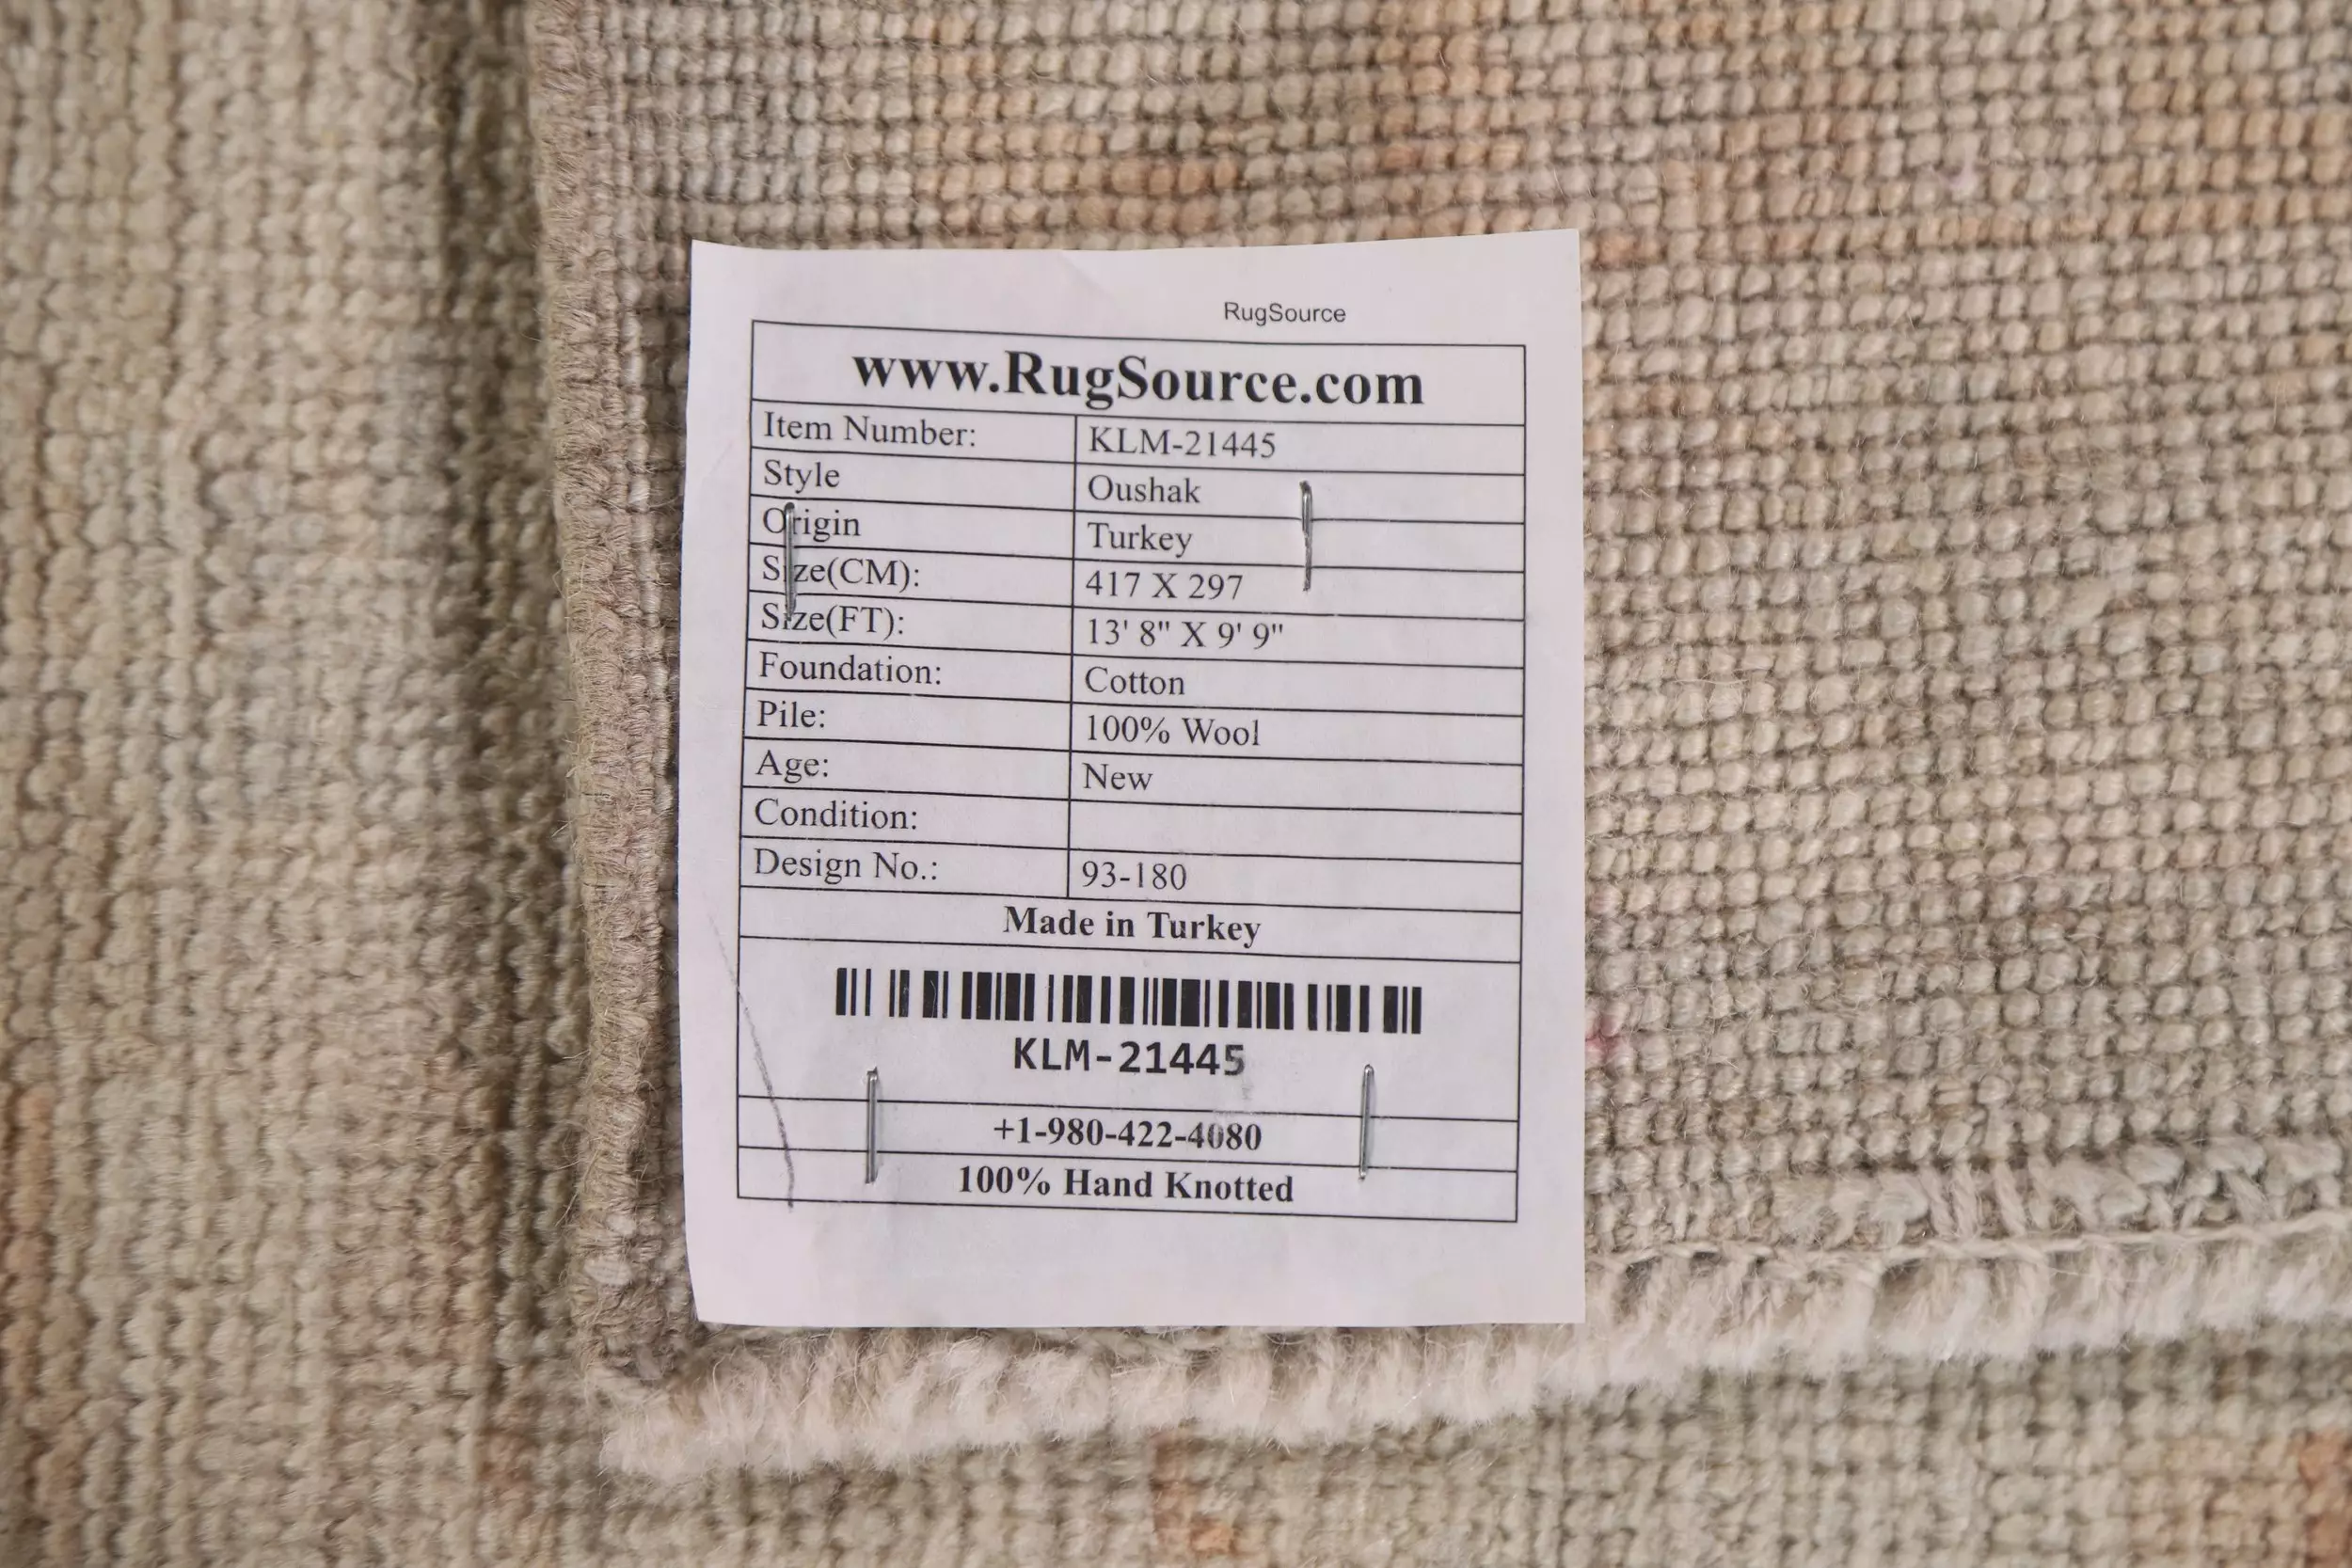 RugSource
www.RugSource.com
Item Number: KLM-21445
Style Oushak
Origin Turkey
Size(CM): 417 X 297
Size(FT): 13' 8" X 9' 9"
Foundation: Cotton
Pile: 100% Wool
Age: New
Condition:
Design No.: 93-180
Made in Turkey
KLM-21445
+1-980-422-4080
100% Hand Knotted